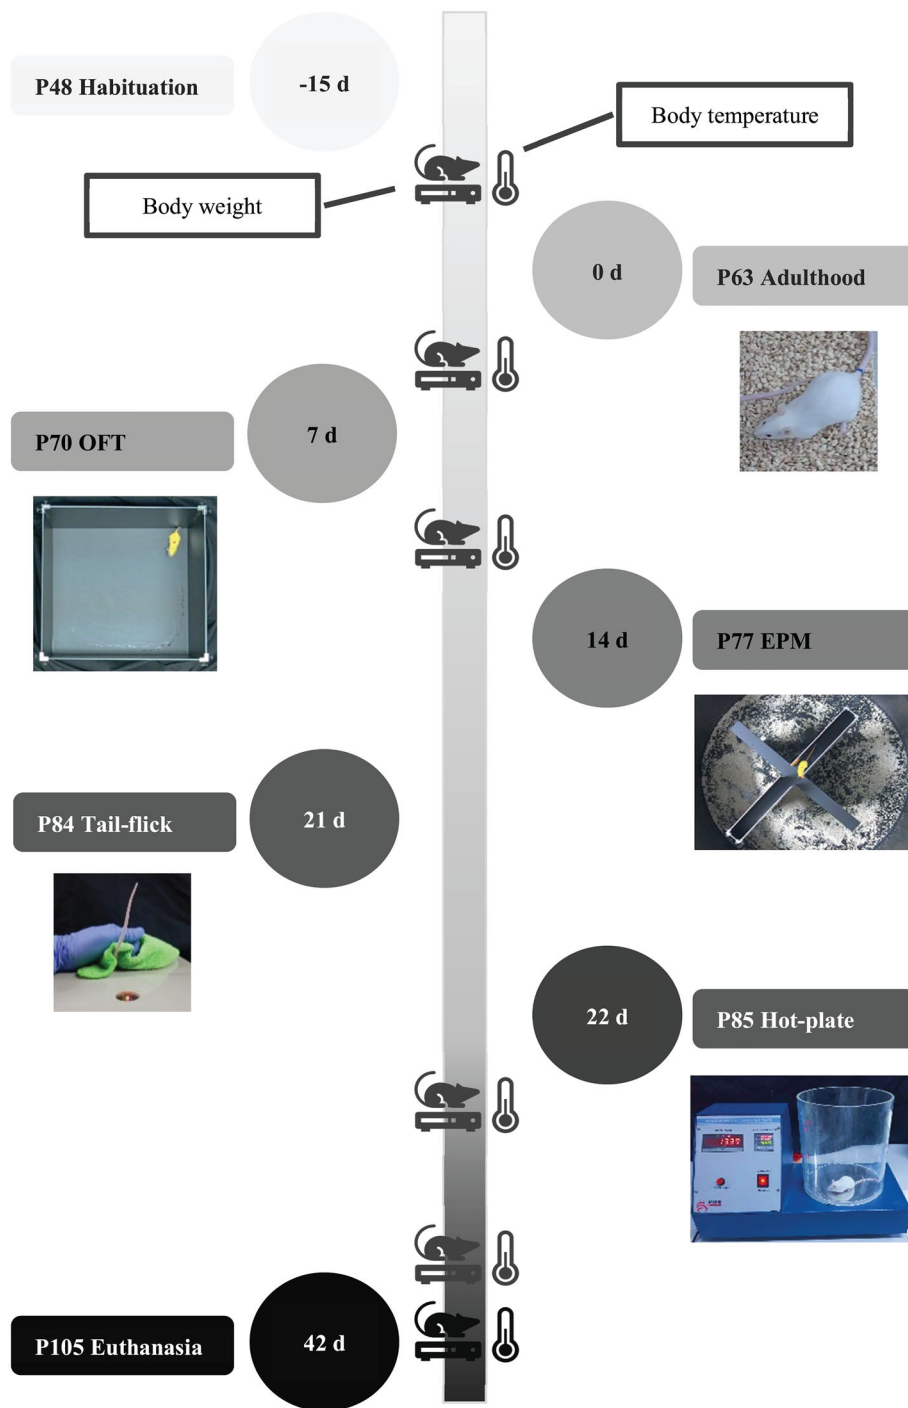 P48 Habituation
-15 d
Body temperature
Body weight
0 d
P63 Adulthood
P70 OFT
7 d
14 d
P77 EPM
P84 Tail-flick
21 d
22 d
P85 Hot-plate
P105 Euthanasia
42 d